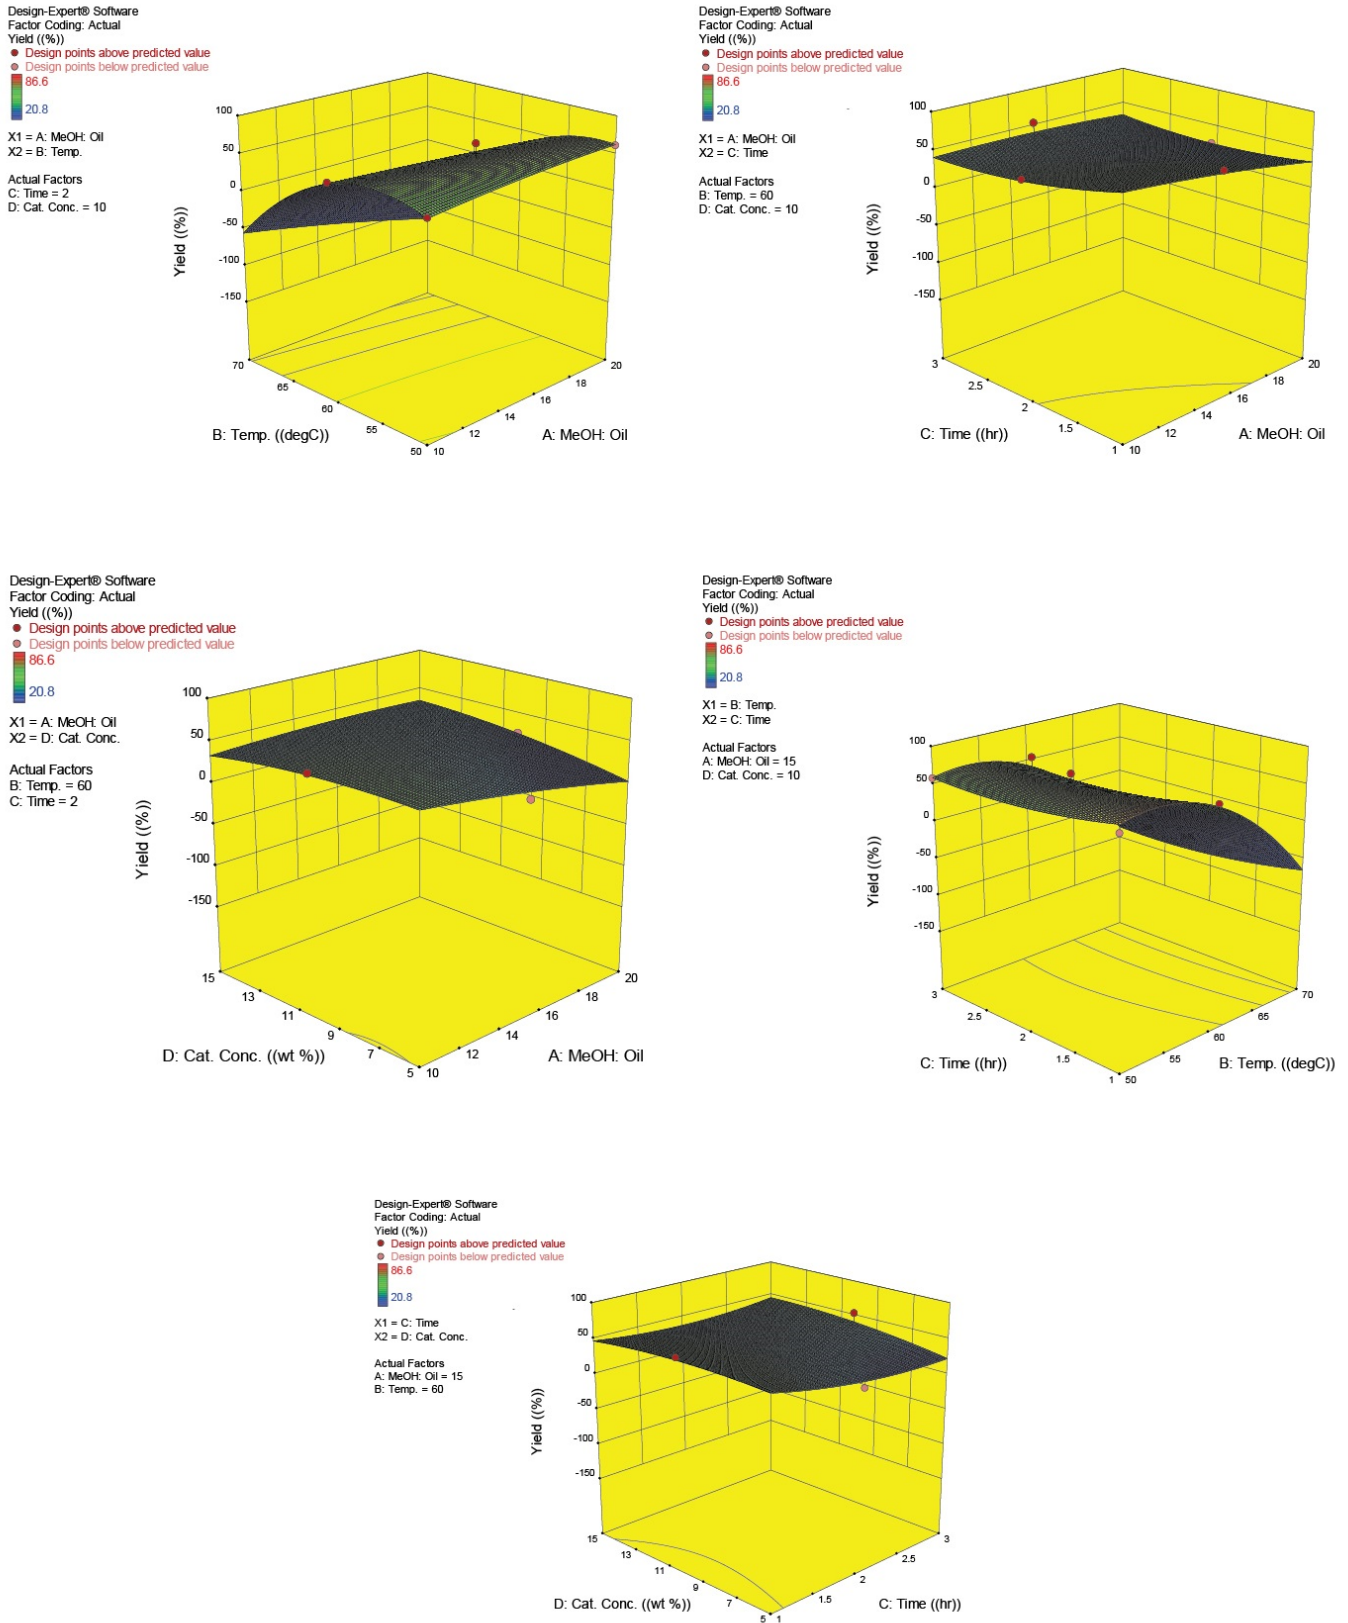 Design-Expert® Software
Factor Coding: Actual
Yield ((%))
Design points above predicted value
Design points below predicted value
86.6
20.8
X1 = A: MeOH: Oil
X2 = B: Temp.
Actual Factors
C: Time = 2
D: Cat. Conc. = 10
100
50
0
-50
-100
-150
Yield ((%))
70
65
60
55
50
10
12
14
16
18
20
B: Temp. ((degC))
A: MeOH: Oil
Design-Expert® Software
Factor Coding: Actual
Yield ((%))
Design points above predicted value
Design points below predicted value
86.6
20.8
X1 = A: MeOH: Oil
X2 = C: Time
Actual Factors
B: Temp. = 60
D: Cat. Conc. = 10
100
50
0
-50
-100
-150
Yield ((%))
3
2.5
2
1.5
1
10
12
14
16
18
20
C: Time ((hr))
A: MeOH: Oil
Design-Expert® Software
Factor Coding: Actual
Yield ((%))
Design points above predicted value
Design points below predicted value
86.6
20.8
X1 = A: MeOH: Oil
X2 = D: Cat. Conc.
Actual Factors
B: Temp. = 60
C: Time = 2
100
50
0
-50
-100
-150
Yield ((%))
15
13
11
9
7
5
10
12
14
16
18
20
D: Cat. Conc. ((wt %))
A: MeOH: Oil
Design-Expert® Software
Factor Coding: Actual
Yield ((%))
Design points above predicted value
Design points below predicted value
86.6
20.8
X1 = B: Temp.
X2 = C: Time
Actual Factors
A: MeOH: Oil = 15
D: Cat. Conc. = 10
100
50
0
-50
-100
-150
Yield ((%))
3
2.5
2
1.5
1
50
55
60
65
70
C: Time ((hr))
B: Temp. ((degC))
Design-Expert® Software
Factor Coding: Actual
Yield ((%))
Design points above predicted value
Design points below predicted value
86.6
20.8
X1 = C: Time
X2 = D: Cat. Conc.
Actual Factors
A: MeOH: Oil = 15
B: Temp. = 60
100
50
0
-50
-100
-150
Yield ((%))
15
13
11
9
7
5
1
1.5
2
2.5
3
D: Cat. Conc. ((wt %))
C: Time ((hr))